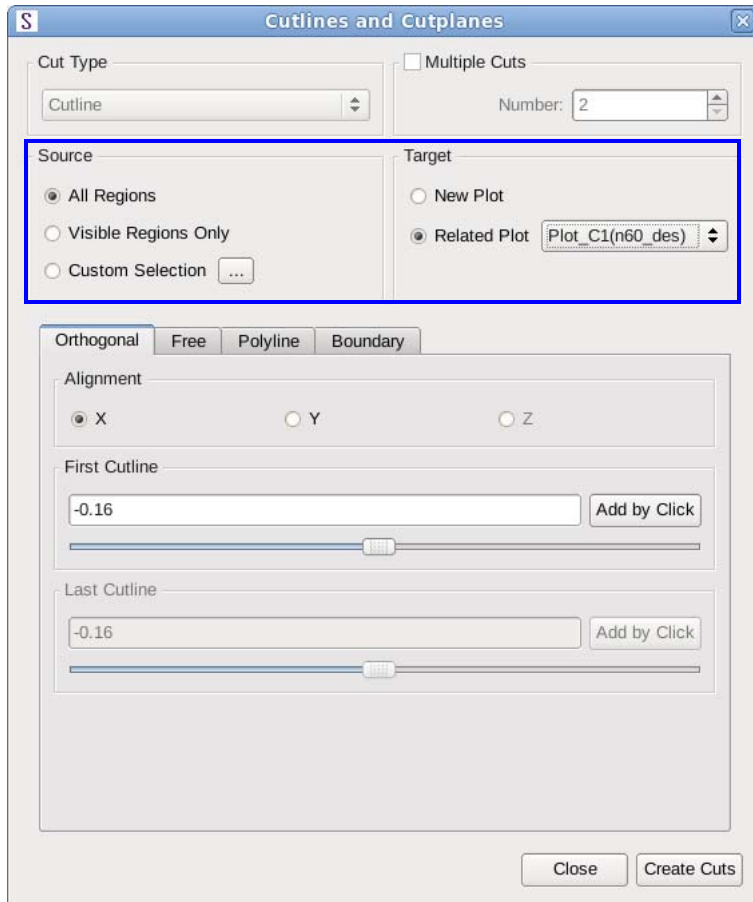 S Cutlines and Cutplanes
Cut Type
Cutline
Multiple Cuts
Number: 2
Source
All Regions
Visible Regions Only
Custom Selection ...
Target
New Plot
Related Plot Plot_C1(n60_des)
Orthogonal Free Polyline Boundary
Alignment
X Y Z
First Cutline
-0.16 Add by Click
Last Cutline
-0.16 Add by Click
Close Create Cuts